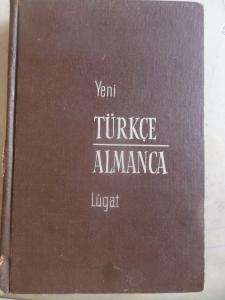 Yeni
TÜRKÇE
ALMANCA
Lûgat